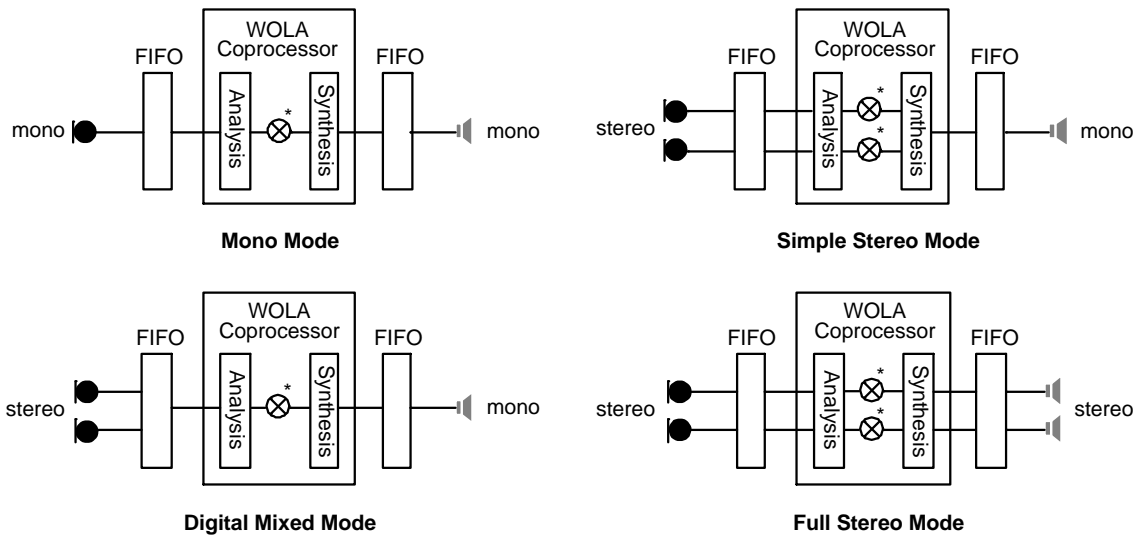 WOLA
Coprocessor
FIFO
FIFO
mono
Analysis
*
Synthesis
mono
Mono Mode
WOLA
Coprocessor
FIFO
FIFO
stereo
Analysis
*
*
Synthesis
mono
Simple Stereo Mode
WOLA
Coprocessor
FIFO
FIFO
stereo
Analysis
*
Synthesis
mono
Digital Mixed Mode
WOLA
Coprocessor
FIFO
FIFO
stereo
Analysis
*
*
Synthesis
stereo
Full Stereo Mode